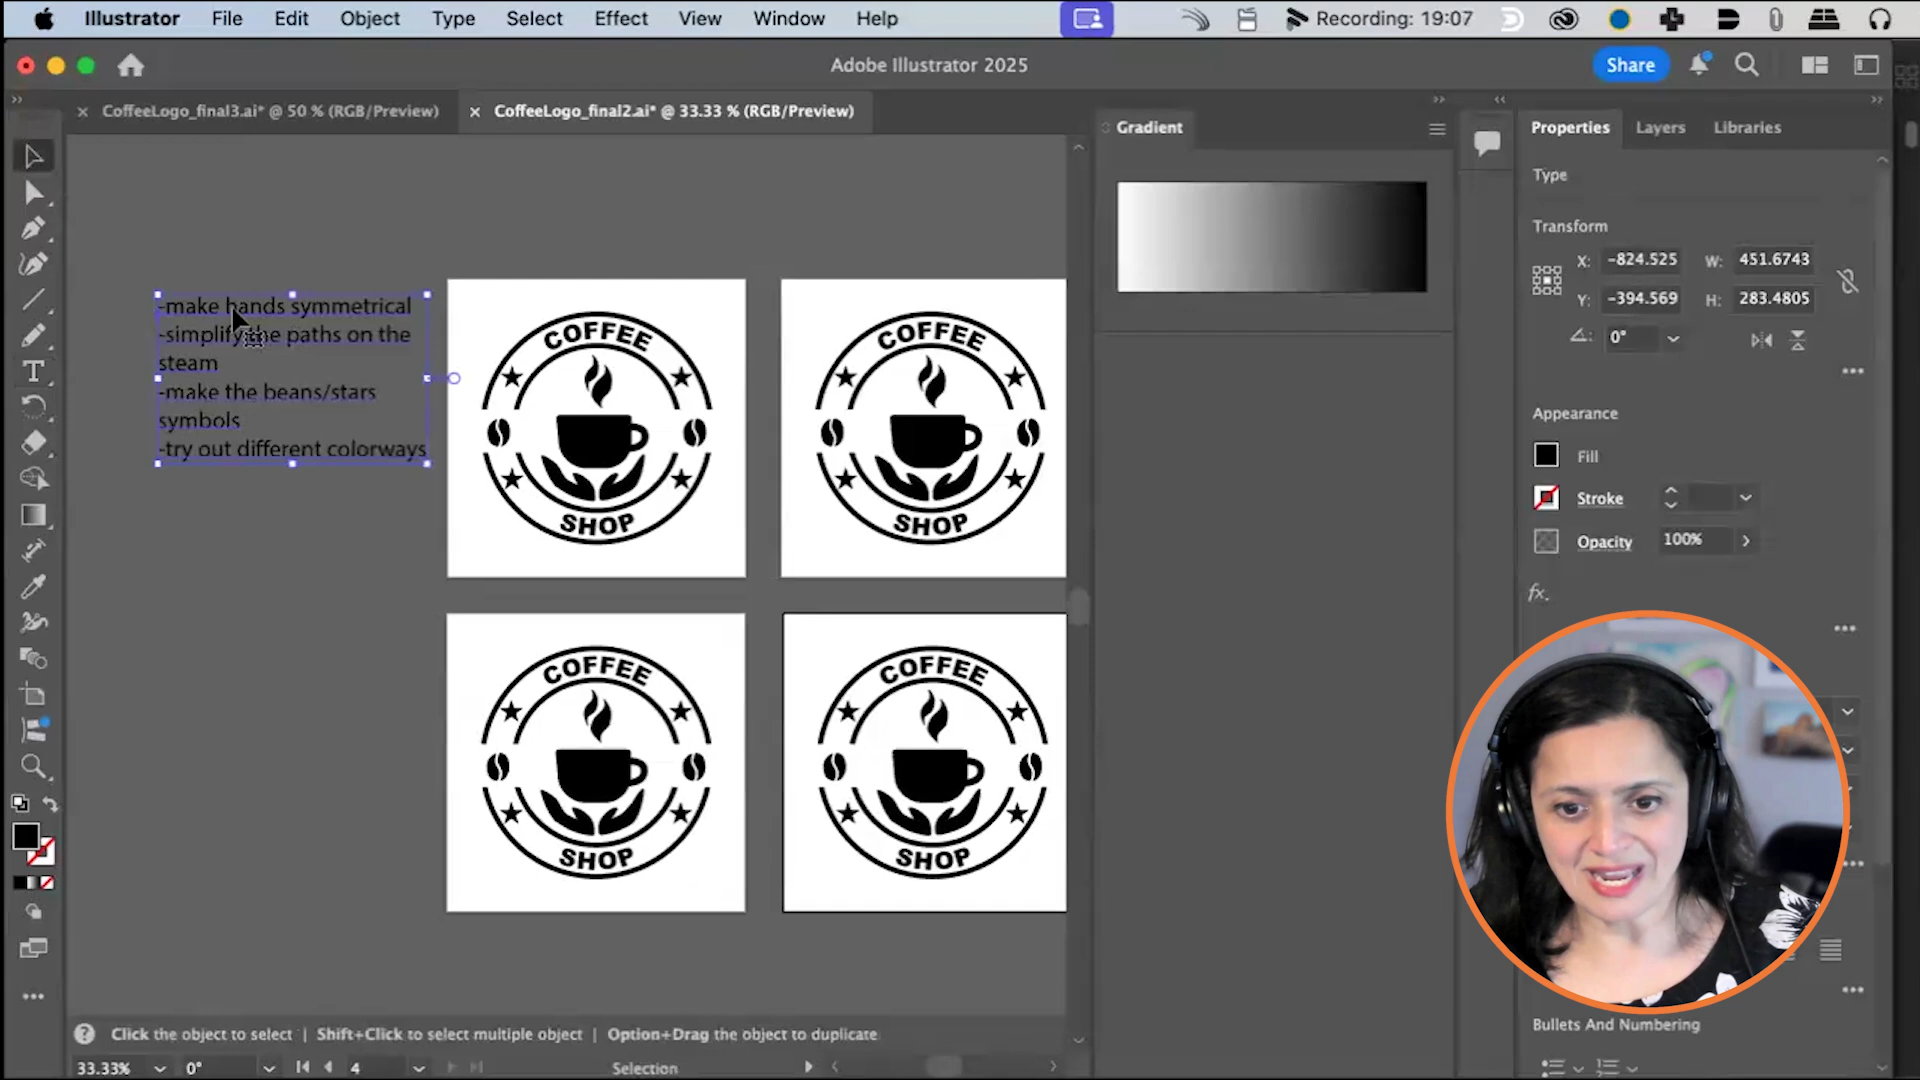 Illustrator File Edit Object Type Select Effect View Window Help
Recording: 19:07
Adobe Illustrator 2025
Share
CoffeeLogo_final3.ai* @ 50 % (RGB/Preview)
CoffeeLogo_final2.ai* @ 33.33 % (RGB/Preview)
Gradient
Properties Layers Libraries
Type
Transform
X: -824.525 W: 451.6743
Y: -394.569 H: 283.4805
0°
Appearance
Fill
Stroke
Opacity 100%
fx.
Bullets And Numbering
-make hands symmetrical
-simplify the paths on the
steam
-make the beans/stars
symbols
-try out different colorways
COFFEE
SHOP
COFFEE
SHOP
COFFEE
SHOP
COFFEE
SHOP
Click the object to select | Shift+Click to select multiple object | Option+Drag the object to duplicate
33.33% 0° 4 Selection